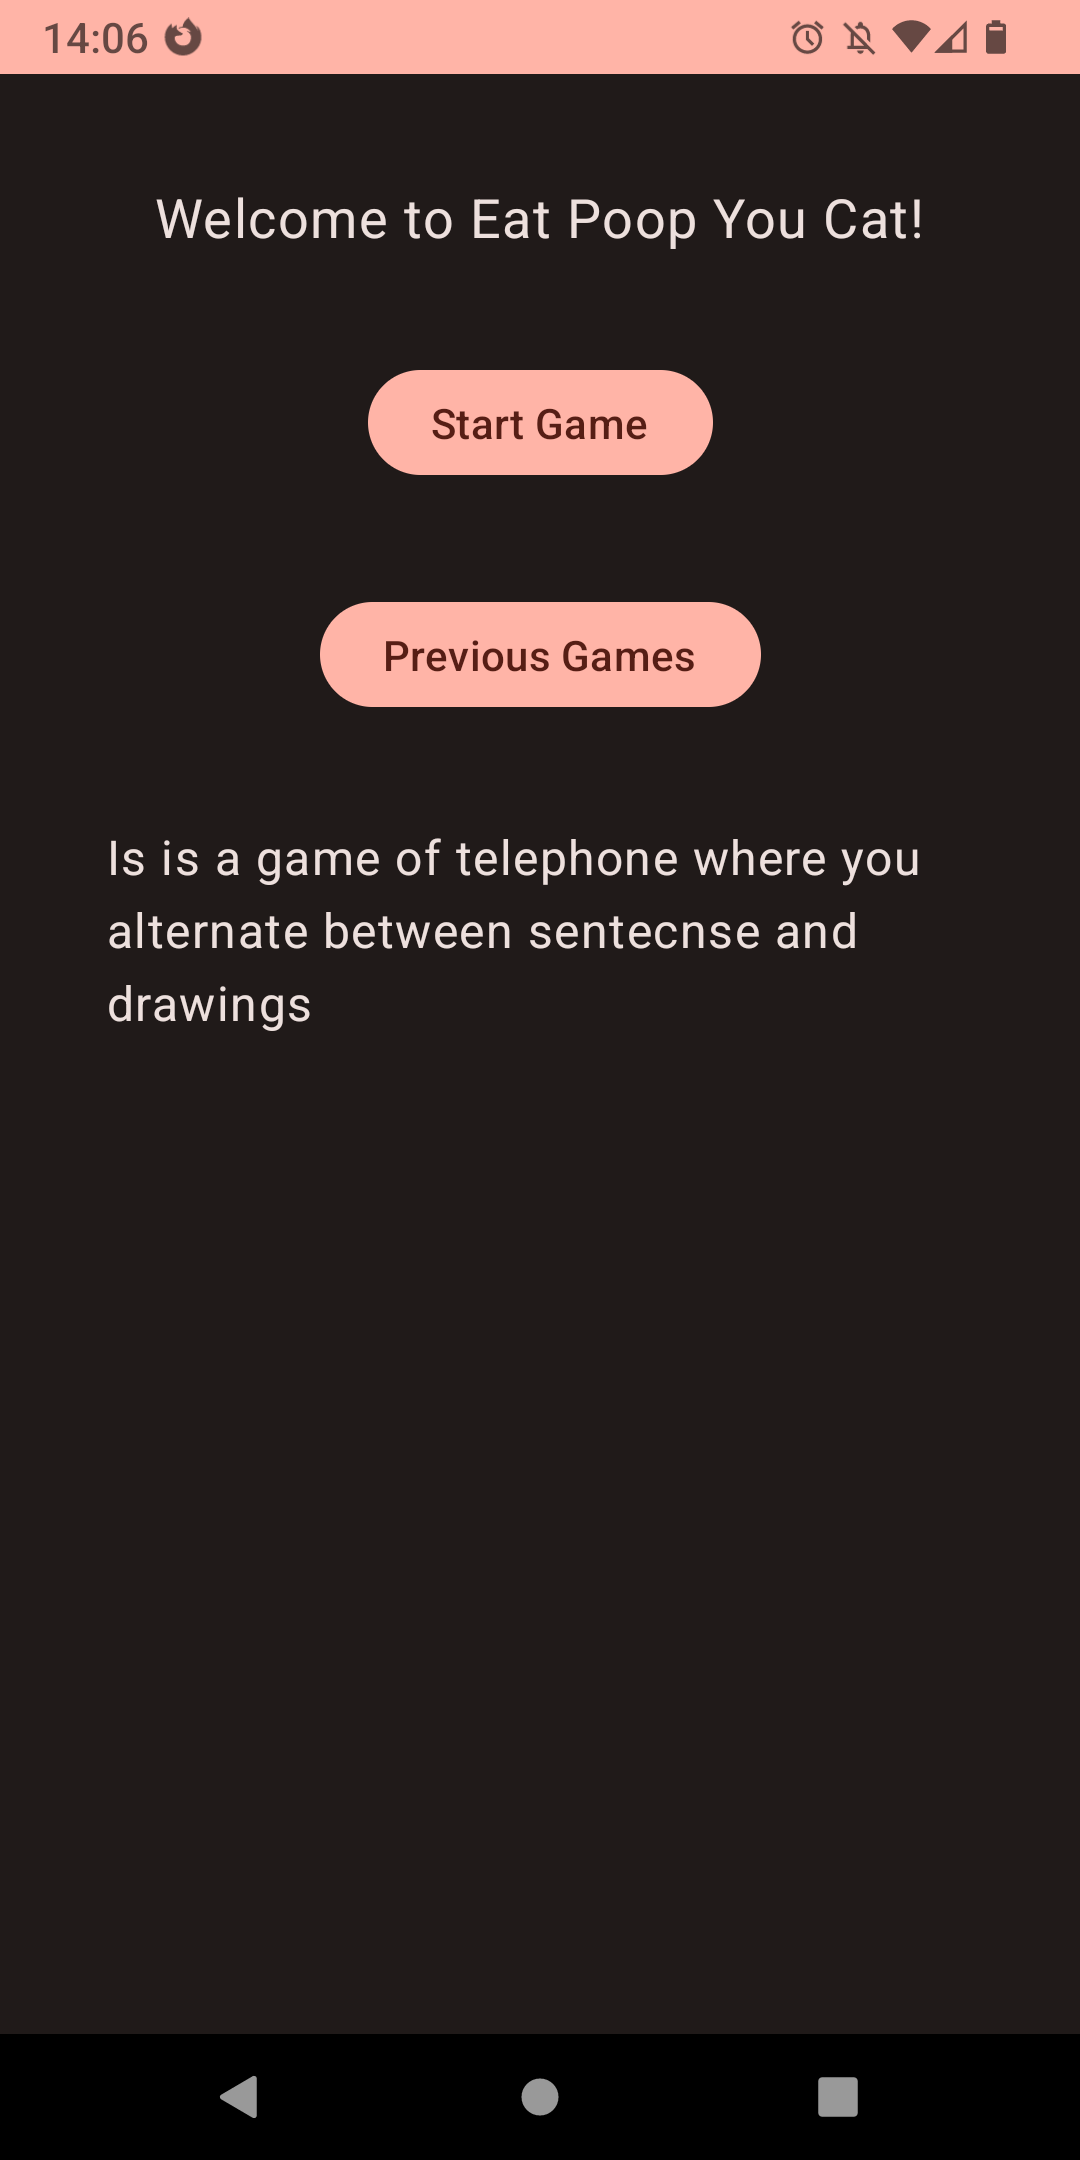 14:06
Welcome to Eat Poop You Cat!
Start Game
Previous Games
Is is a game of telephone where you
alternate between sentecnse and
drawings